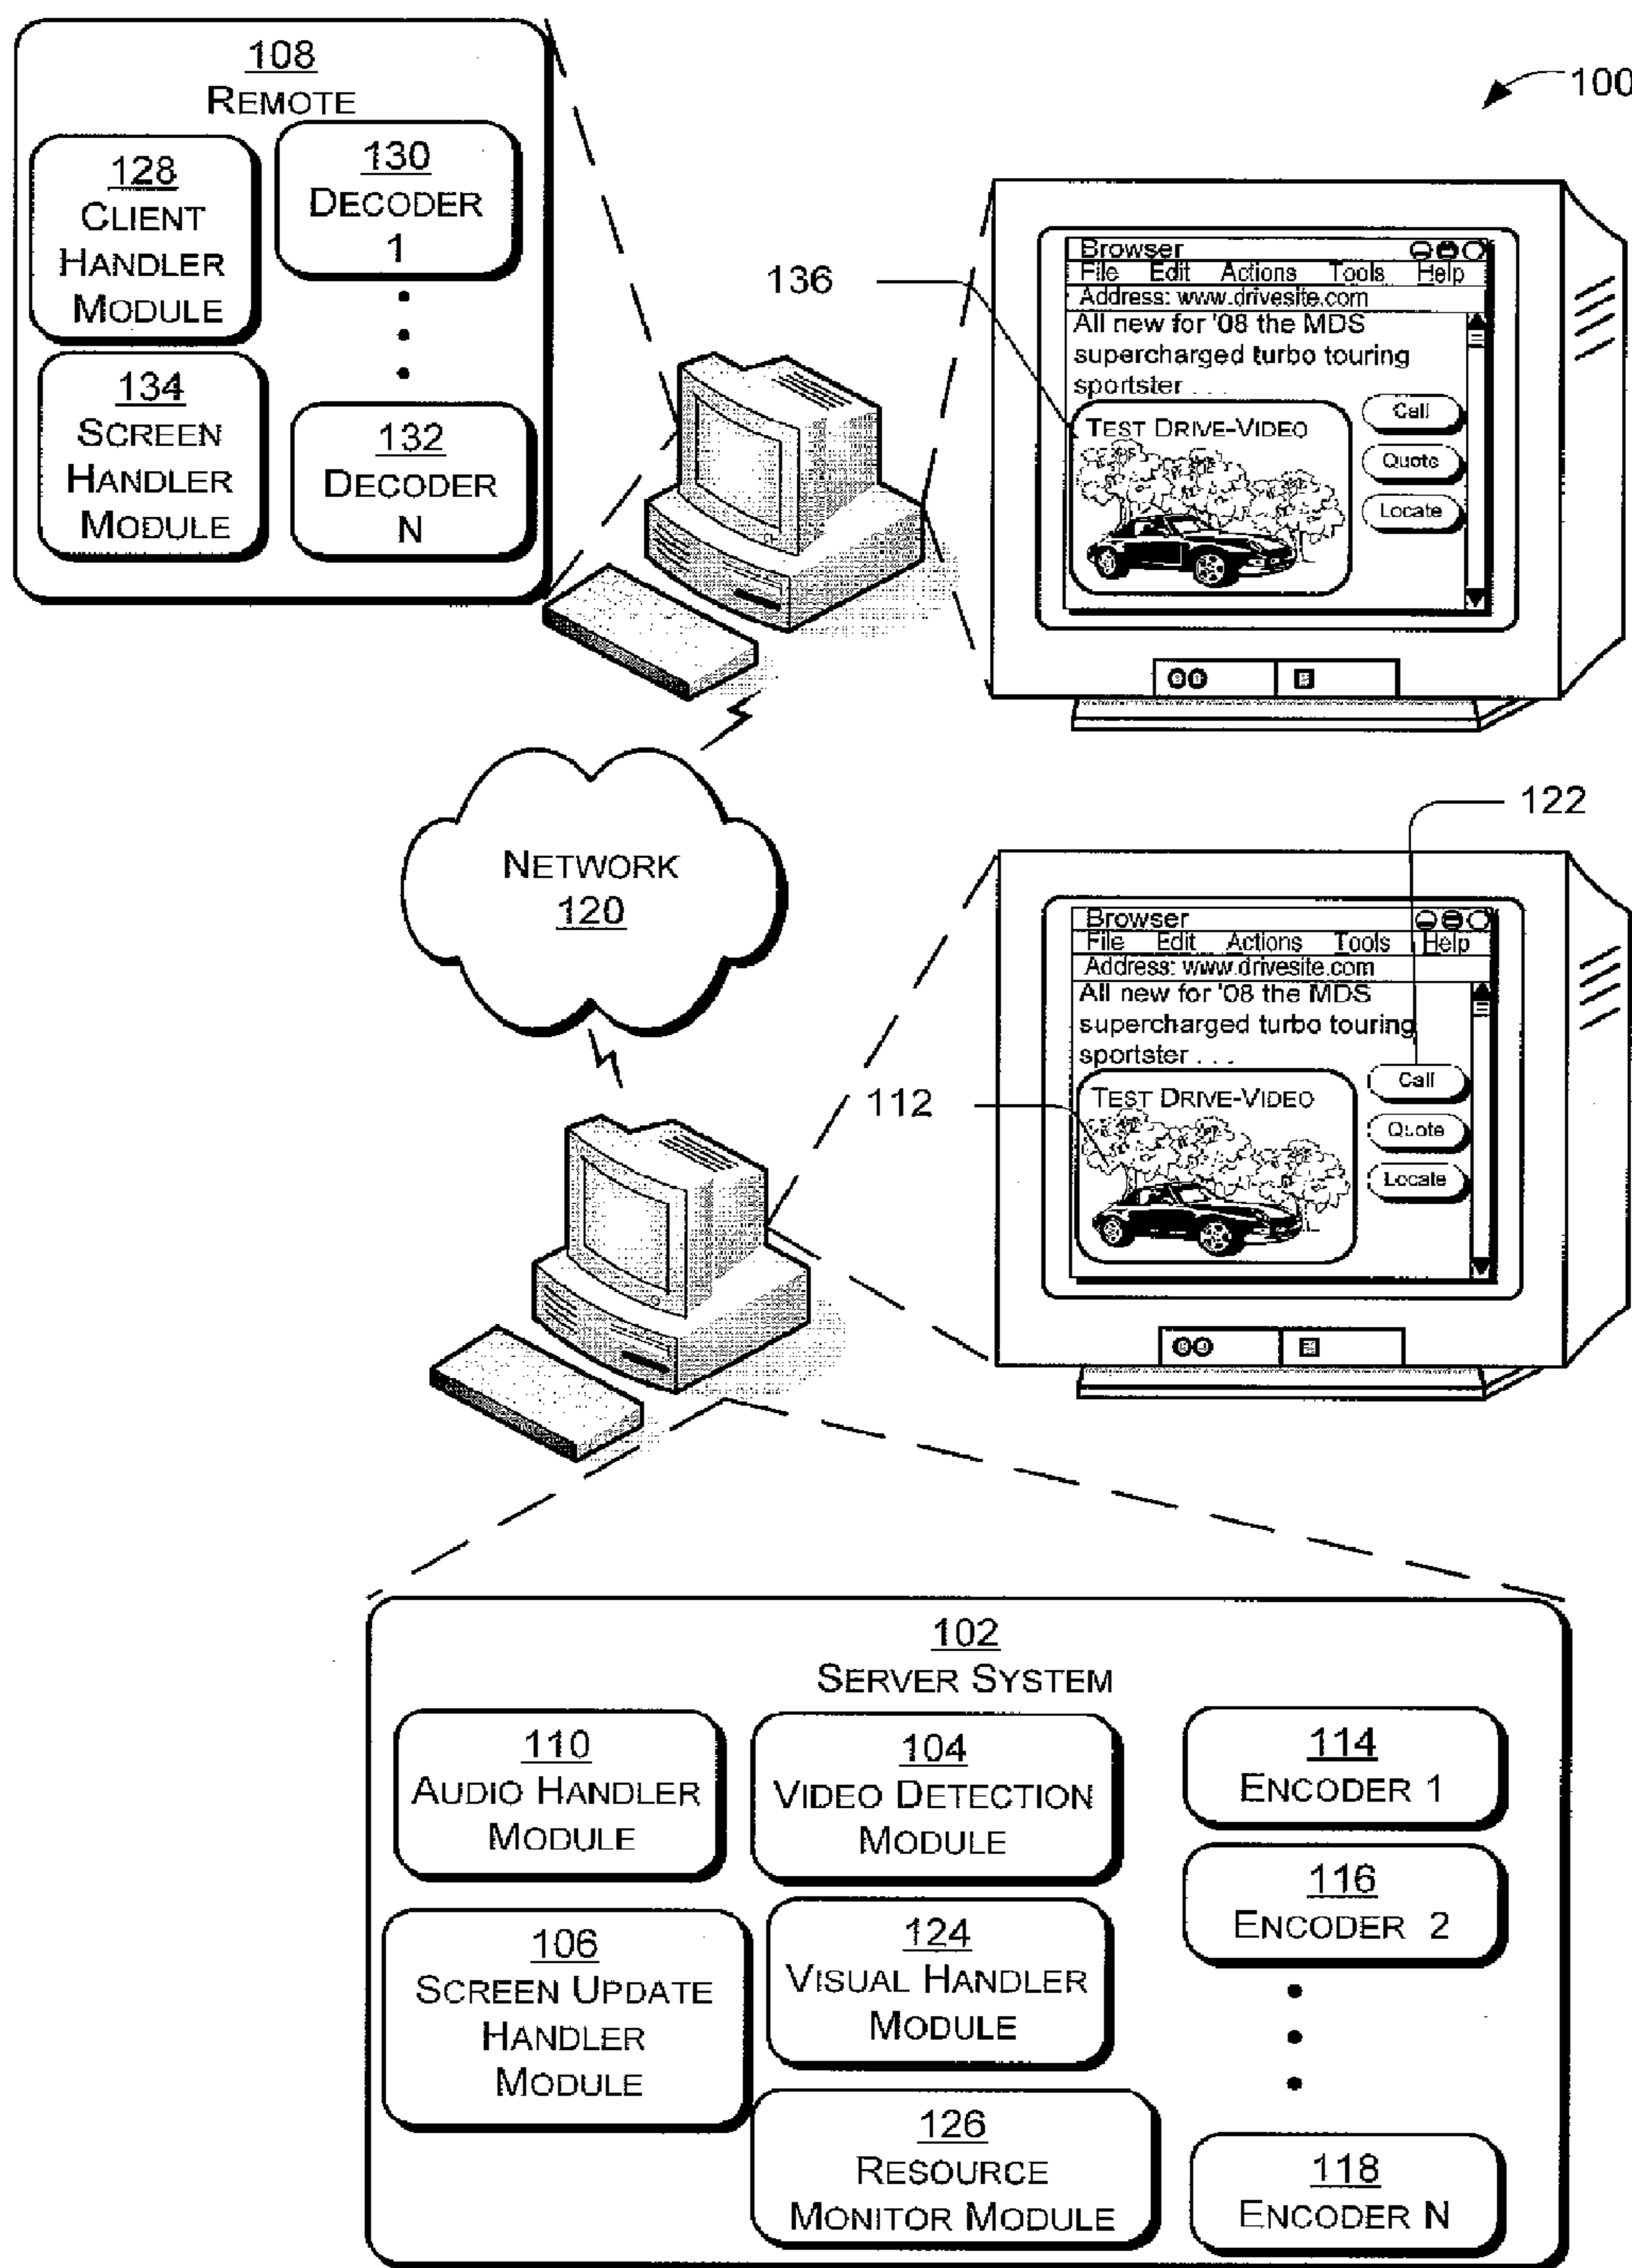 108
REMOTE
128
CLIENT
HANDLER
MODULE
130
DECODER
1
134
SCREEN
HANDLER
MODULE
132
DECODER
N
100
136
Browser
File Edit Actions Tools Help
Address: www.drivesite.com
All new for '08 the MDS
supercharged turbo touring
sportster . . .
TEST DRIVE-VIDEO
Call
Quote
Locate
NETWORK
120
122
Browser
File Edit Actions Tools Help
Address: www.drivesite.com
All new for '08 the MDS
supercharged turbo touring
sportster . . .
112
TEST DRIVE-VIDEO
Call
Quote
Locate
102
SERVER SYSTEM
110
AUDIO HANDLER
MODULE
104
VIDEO DETECTION
MODULE
114
ENCODER 1
106
SCREEN UPDATE
HANDLER
MODULE
124
VISUAL HANDLER
MODULE
116
ENCODER 2
126
RESOURCE
MONITOR MODULE
118
ENCODER N